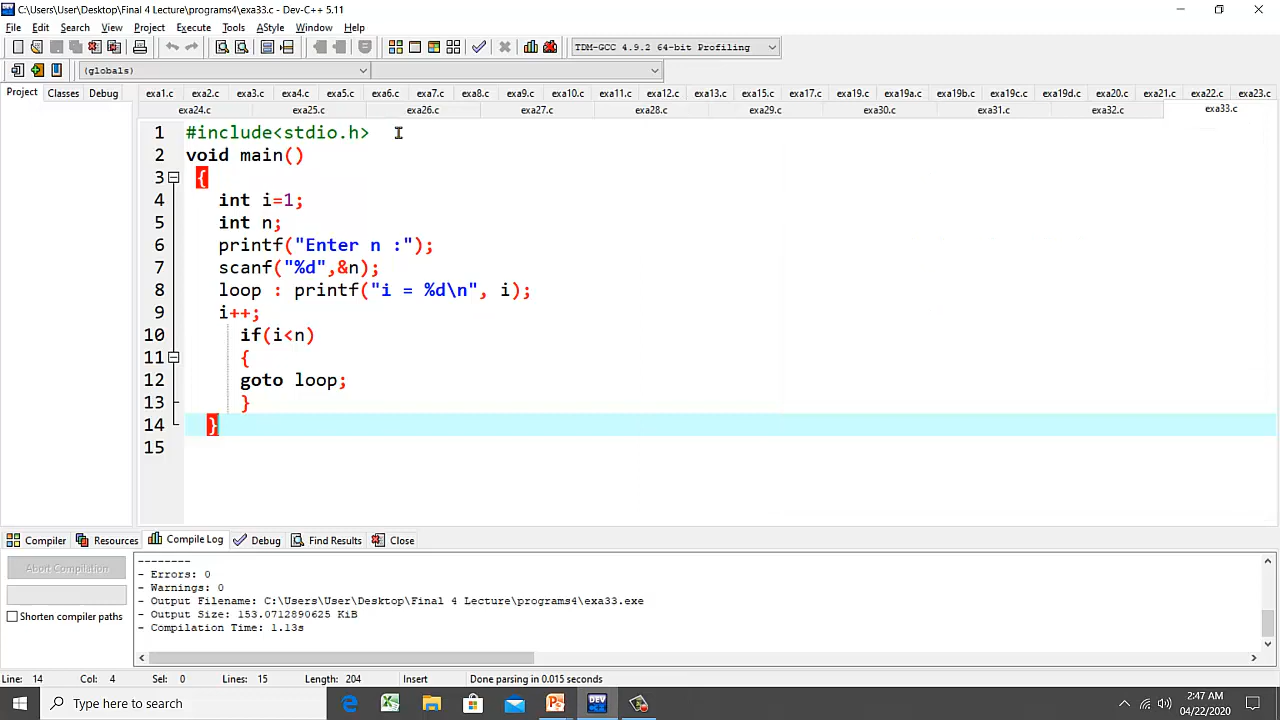 C:\Users\User\Desktop\Final 4 Lecture\programs4\exa33.c - Dev-C++ 5.11
File Edit Search View Project Execute Tools AStyle Window Help
TDM-GCC 4.9.2 64-bit Profiling
(globals)
Project Classes Debug
exa1.c exa2.c exa3.c exa4.c exa5.c exa6.c exa7.c exa8.c exa9.c exa10.c exa11.c exa12.c exa13.c exa15.c exa17.c exa19.c exa19a.c exa19b.c exa19c.c exa19d.c exa20.c exa21.c exa22.c exa23.c
exa24.c exa25.c exa26.c exa27.c exa28.c exa29.c exa30.c exa31.c exa32.c exa33.c
1 #include<stdio.h>
2 void main()
3 {
4 int i=1;
5 int n;
6 printf("Enter n :");
7 scanf("%d",&n);
8 loop : printf("i = %d\n", i);
9 i++;
10 if(i<n)
11 {
12 goto loop;
13 }
14 }
15
Compiler Resources Compile Log Debug Find Results Close
Abort Compilation
Shorten compiler paths
--------
- Errors: 0
- Warnings: 0
- Output Filename: C:\Users\User\Desktop\Final 4 Lecture\programs4\exa33.exe
- Output Size: 153.0712890625 KiB
- Compilation Time: 1.13s
Line: 14 Col: 4 Sel: 0 Lines: 15 Length: 204 Insert Done parsing in 0.015 seconds
Type here to search
2:47 AM
04/22/2020